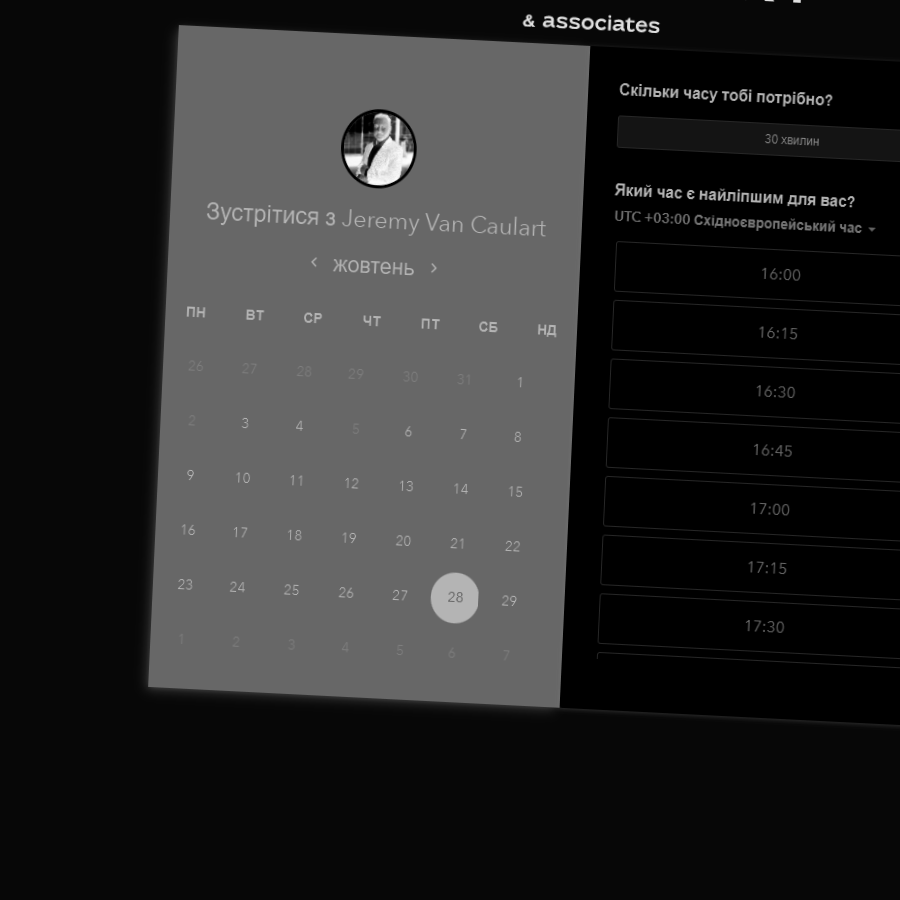 & associates
Зустрітися з Jeremy Van Caulart
жовтень
ПН ВТ СР ЧТ ПТ СБ НД
26 27 28 29 30 31 1
2 3 4 5 6 7 8
9 10 11 12 13 14 15
16 17 18 19 20 21 22
23 24 25 26 27 28 29
1 2 3 4 5 6 7
Скільки часу тобі потрібно?
30 хвилин
Який час є найліпшим для вас?
UTC +03:00 Східноєвропейський час
16:00
16:15
16:30
16:45
17:00
17:15
17:30